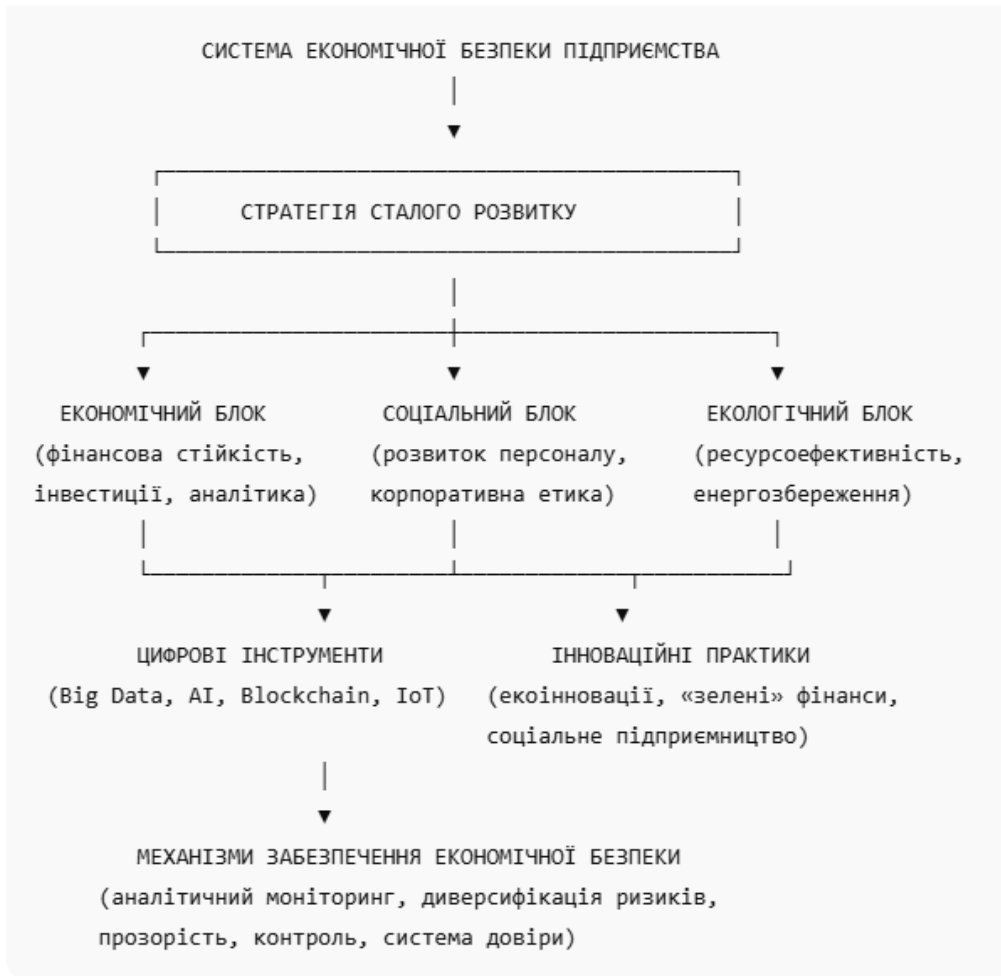 СИСТЕМА ЕКОНОМІЧНОЇ БЕЗПЕКИ ПІДПРИЄМСТВА
СТРАТЕГІЯ СТАЛОГО РОЗВИТКУ
ЕКОНОМІЧНИЙ БЛОК
(фінансова стійкість,
інвестиції, аналітика)
СОЦІАЛЬНИЙ БЛОК
(розвиток персоналу,
корпоративна етика)
ЕКОЛОГІЧНИЙ БЛОК
(ресурсоефективність,
енергозбереження)
ЦИФРОВІ ІНСТРУМЕНТИ
(Big Data, AI, Blockchain, IoT)
ІННОВАЦІЙНІ ПРАКТИКИ
(екоінновації, «зелені» фінанси,
соціальне підприємництво)
МЕХАНІЗМИ ЗАБЕЗПЕЧЕННЯ ЕКОНОМІЧНОЇ БЕЗПЕКИ
(аналітичний моніторинг, диверсифікація ризиків,
прозорість, контроль, система довіри)